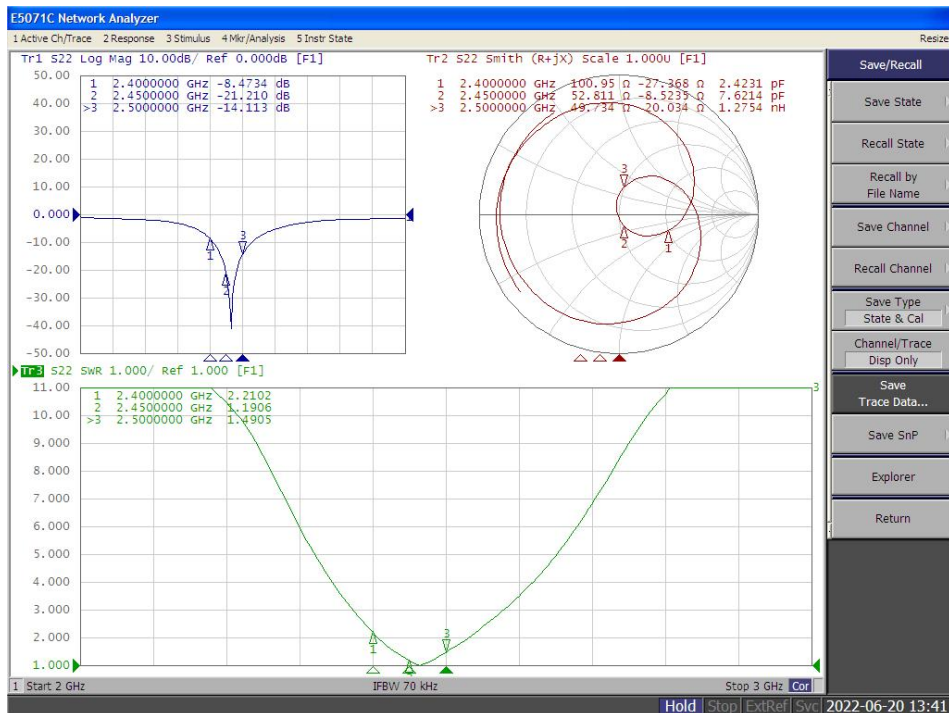 E5071C Network Analyzer
1 Active Ch/Trace 2 Response 3 Stimulus 4 Mkr/Analysis 5 Instr State
Resize
Tr1 S22 Log Mag 10.00dB/ Ref 0.000dB [F1]
50.00
40.00
30.00
20.00
10.00
0.000
-10.00
-20.00
-30.00
-40.00
-50.00
1 2.4000000 GHz -8.4734 dB
2 2.4500000 GHz -21.210 dB
>3 2.5000000 GHz -14.113 dB
1
2
3
Tr2 S22 Smith (R+jX) Scale 1.000U [F1]
1 2.4000000 GHz 100.95 Ω -27.368 Ω 2.4231 pF
2 2.4500000 GHz 52.811 Ω -8.5235 Ω 7.6214 pF
>3 2.5000000 GHz 49.734 Ω 20.034 Ω 1.2754 nH
3
2
1
Tr3 S22 SWR 1.000/ Ref 1.000 [F1]
11.00
10.00
9.000
8.000
7.000
6.000
5.000
4.000
3.000
2.000
1.000
1 2.4000000 GHz 2.2102
2 2.4500000 GHz 1.1906
>3 2.5000000 GHz 1.4905
3
1
3
1 Start 2 GHz
IFBW 70 kHz
Stop 3 GHz Cor
Save/Recall
Save State
Recall State
Recall by
File Name
Save Channel
Recall Channel
Save Type
State & Cal
Channel/Trace
Disp Only
Save
Trace Data...
Save SnP
Explorer
Return
Hold Stop ExtRef Svc 2022-06-20 13:41